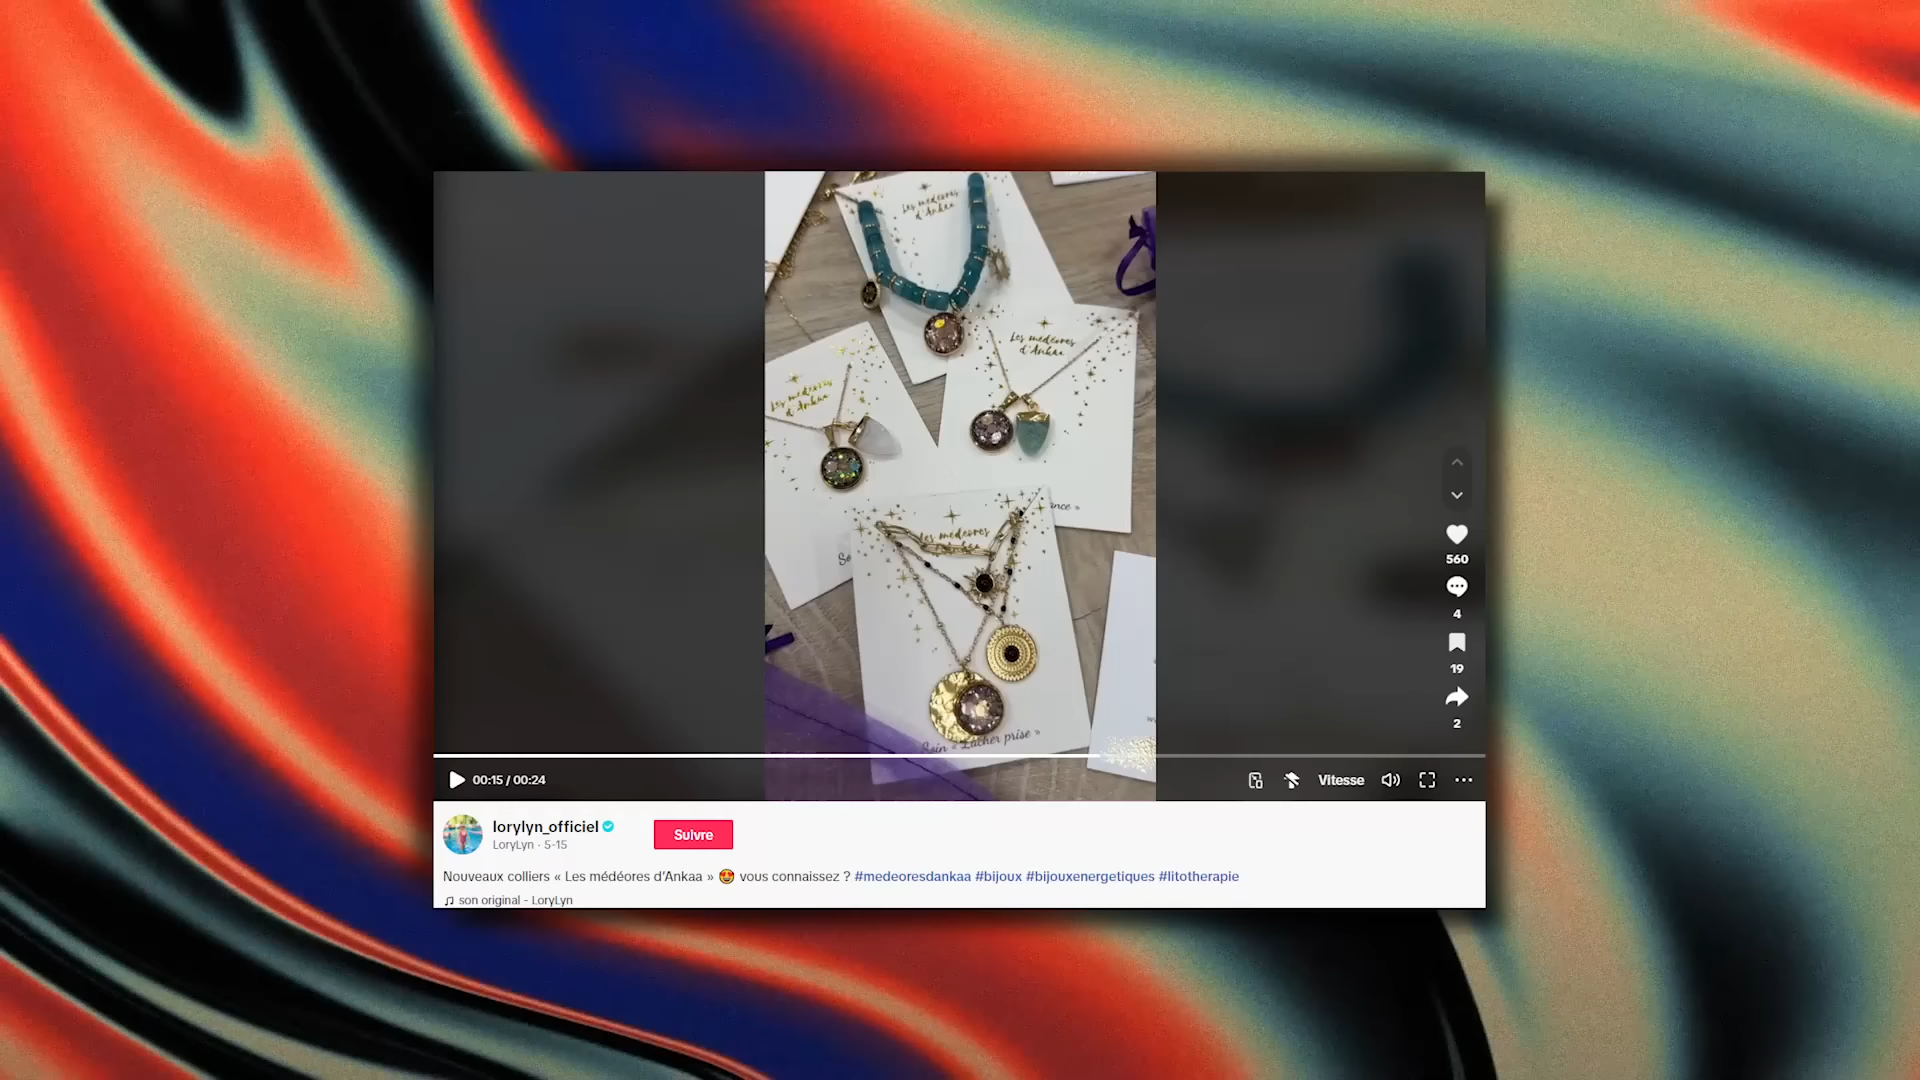 Les médéores
d'Ankaa
Les médéores
d'Ankaa
Les médéores
d'Ankaa
Les médéores
Soin « Lâcher prise »
560
4
19
2
00:15 / 00:24
Vitesse
lorylyn_officiel
Suivre
LoryLyn · 5-15
Nouveaux colliers « Les médéores d'Ankaa » 😍 vous connaissez ? #medeoresdankaa #bijoux #bijouxenergetiques #litotherapie
♫ son original - LoryLyn